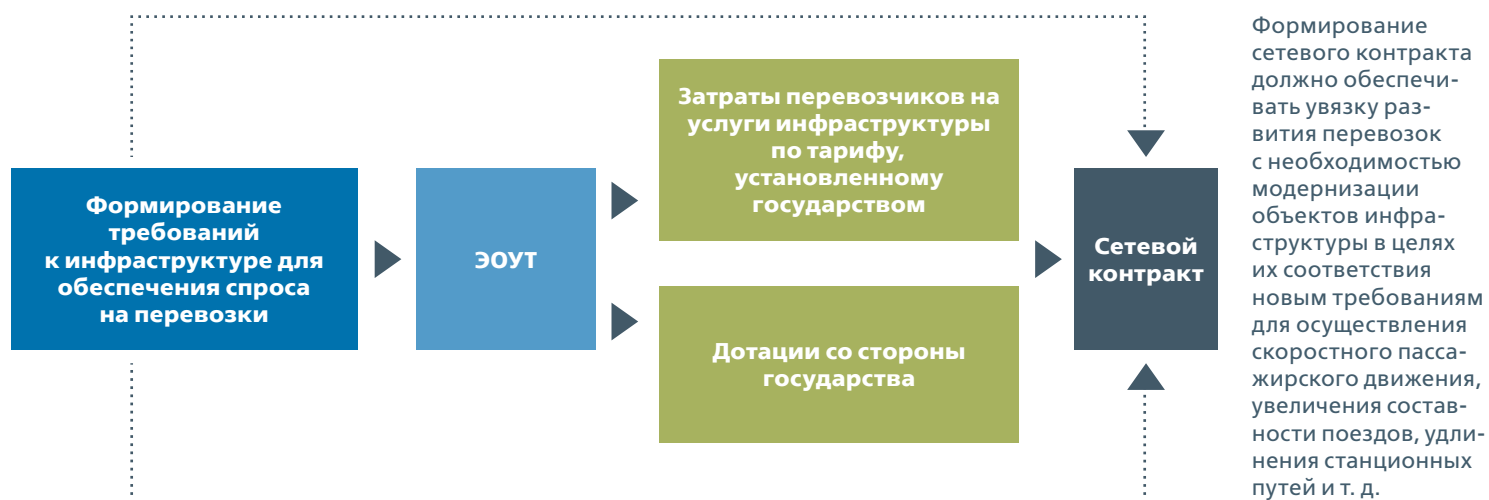 Формирование
требований
к инфраструктуре для
обеспечения спроса
на перевозки
ЭОУТ
Затраты перевозчиков на
услуги инфраструктуры
по тарифу,
установленному
государством
Дотации со стороны
государства
Сетевой
контракт
Формирование
сетевого контракта
должно обеспечи-
вать увязку раз-
вития перевозок
с необходимостью
модернизации
объектов инфра-
структуры в целях
их соответствия
новым требованиям
для осуществления
скоростного пасса-
жирского движения,
увеличения состав-
ности поездов, удли-
нения станционных
путей и т. д.